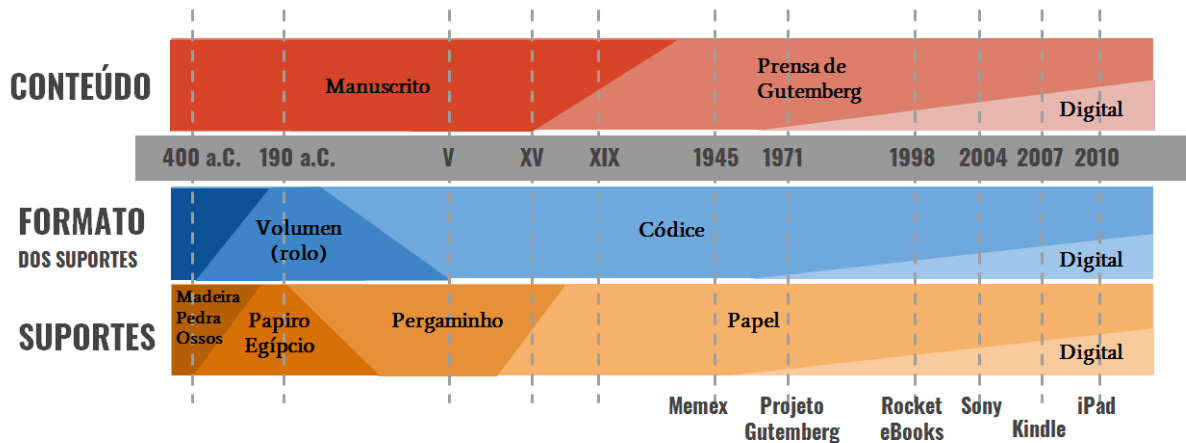 CONTEÚDO
Manuscrito
Prensa de
Gutemberg
Digital
400 a.C. 190 a.C. V XV XIX 1945 1971 1998 2004 2007 2010
FORMATO
DOS SUPORTES
Volumen
(rolo)
Códice
Digital
SUPORTES
Madeira
Pedra
Ossos
Papiro
Egípcio
Pergaminho
Papel
Digital
Memex
Projeto
Gutemberg
Rocket
eBooks
Sony
Kindle
iPad